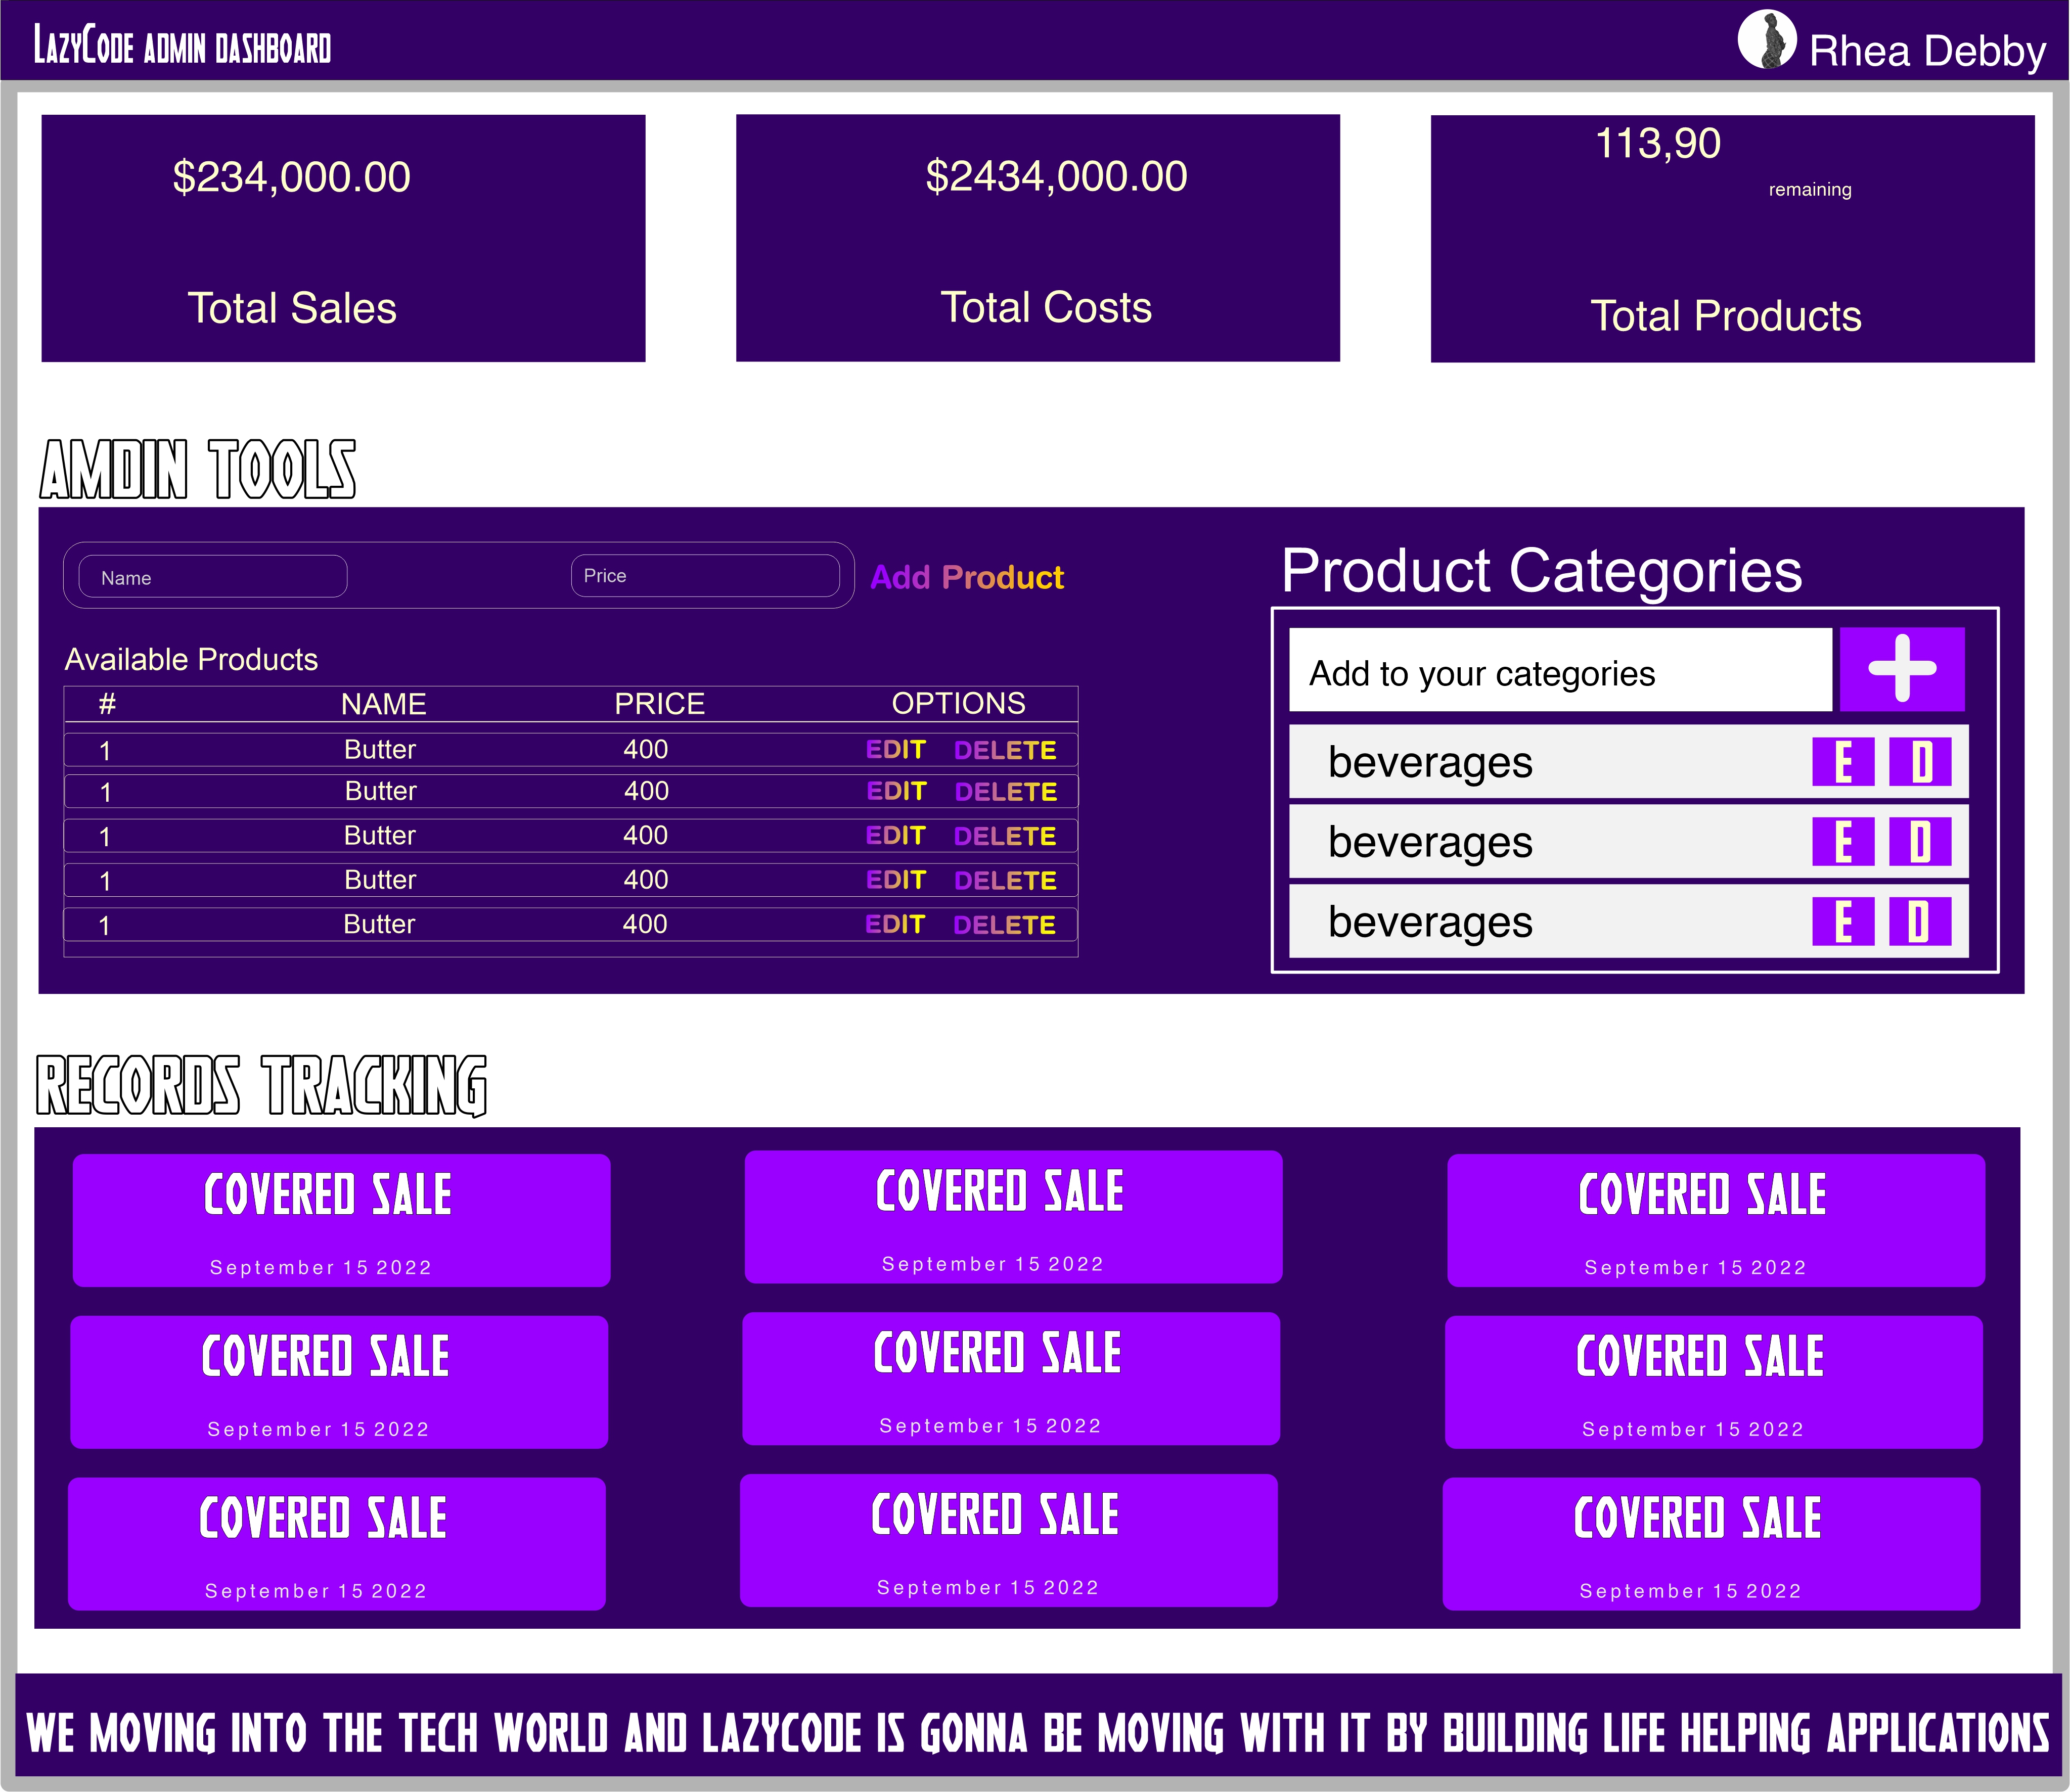 LazyCode admin dashboard
Rhea Debby
$234,000.00
Total Sales
$2434,000.00
Total Costs
113,90
remaining
Total Products
AMDIN TOOLS
Name
Price
Add Product
Available Products
# NAME PRICE OPTIONS
1 Butter 400 EDIT DELETE
1 Butter 400 EDIT DELETE
1 Butter 400 EDIT DELETE
1 Butter 400 EDIT DELETE
1 Butter 400 EDIT DELETE
Product Categories
Add to your categories +
beverages E D
beverages E D
beverages E D
RECORDS TRACKING
COVERED SALE
September 15 2022
COVERED SALE
September 15 2022
COVERED SALE
September 15 2022
COVERED SALE
September 15 2022
COVERED SALE
September 15 2022
COVERED SALE
September 15 2022
COVERED SALE
September 15 2022
COVERED SALE
September 15 2022
COVERED SALE
September 15 2022
WE MOVING INTO THE TECH WORLD AND LAZYCODE IS GONNA BE MOVING WITH IT BY BUILDING LIFE HELPING APPLICATIONS